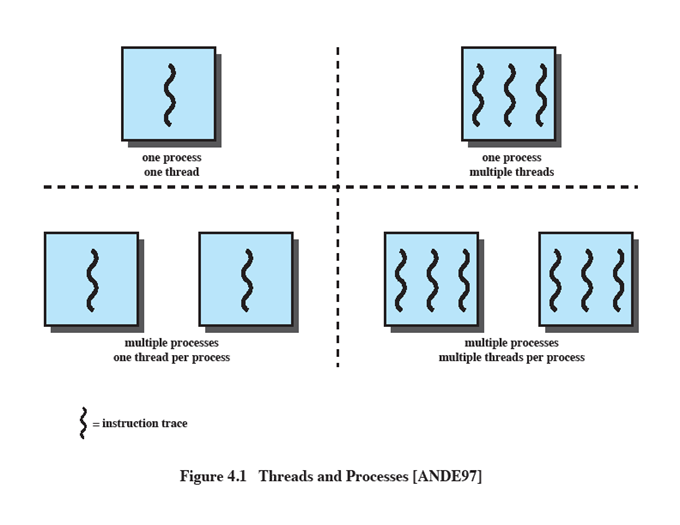 one process
one thread
one process
multiple threads
multiple processes
one thread per process
multiple processes
multiple threads per process
= instruction trace
Figure 4.1 Threads and Processes [ANDE97]